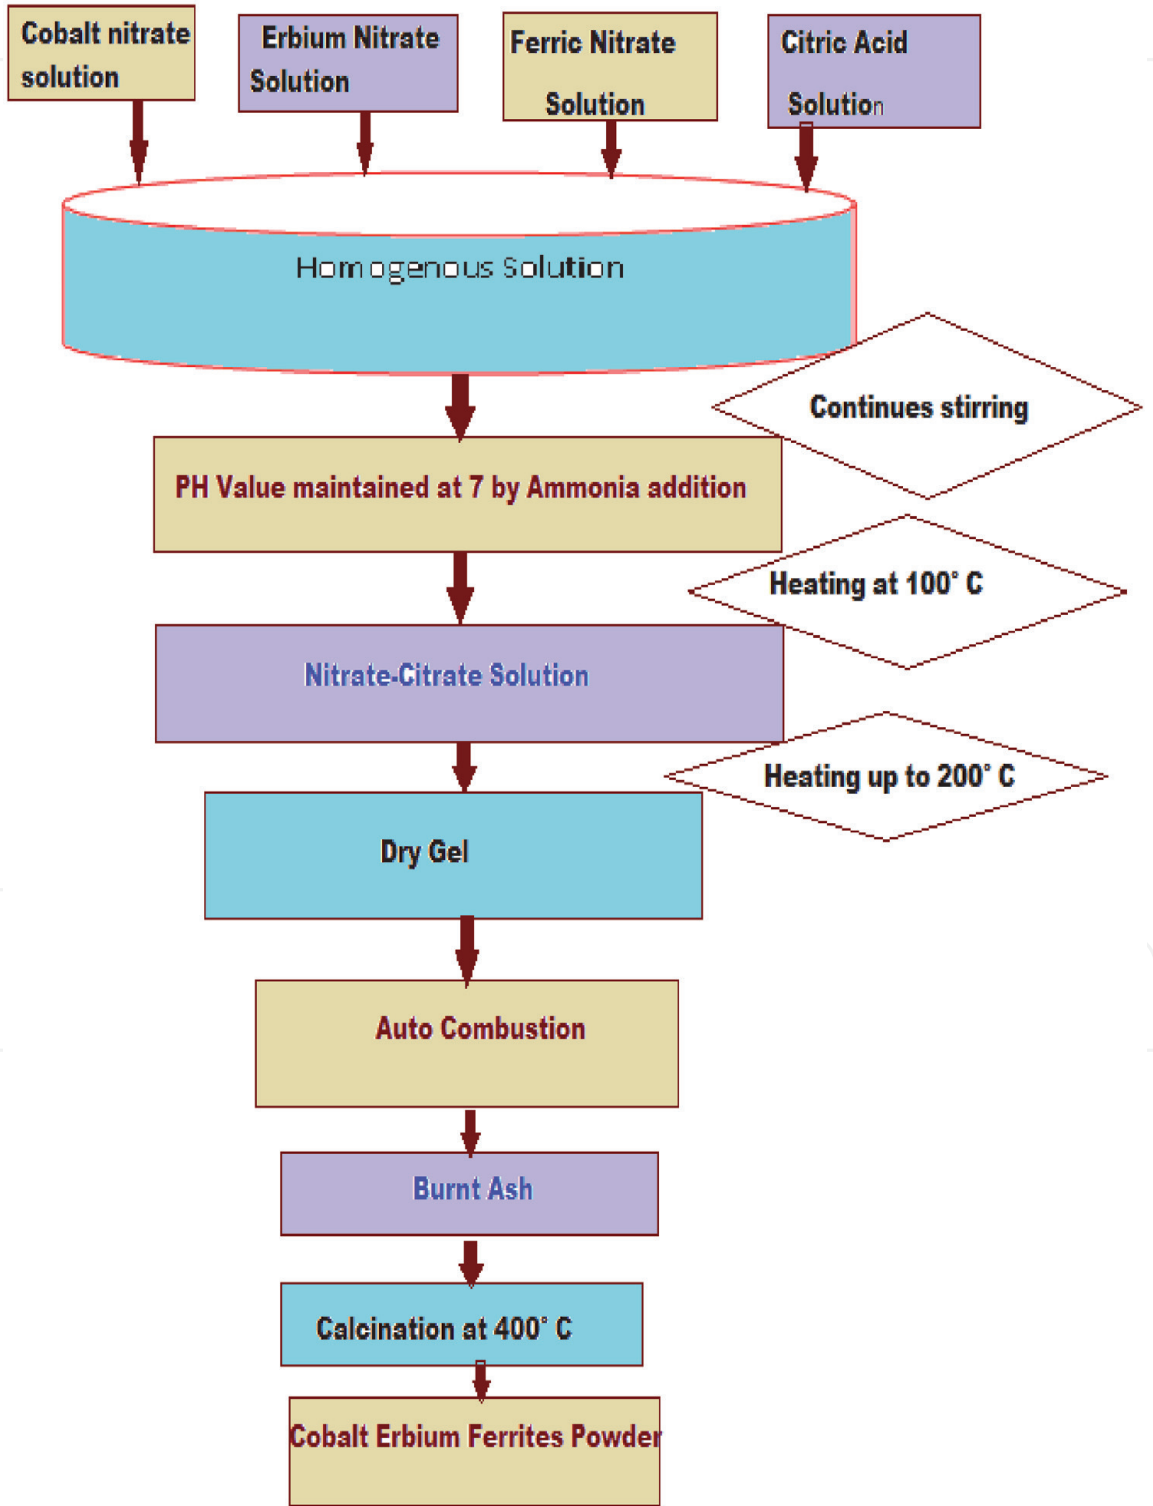 Cobalt nitrate
solution
Erbium Nitrate
Solution
Ferric Nitrate
Solution
Citric Acid
Solution
Homogenous Solution
Continues stirring
PH Value maintained at 7 by Ammonia addition
Heating at 100° C
Nitrate-Citrate Solution
Heating up to 200° C
Dry Gel
Auto Combustion
Burnt Ash
Calcination at 400° C
Cobalt Erbium Ferrites Powder